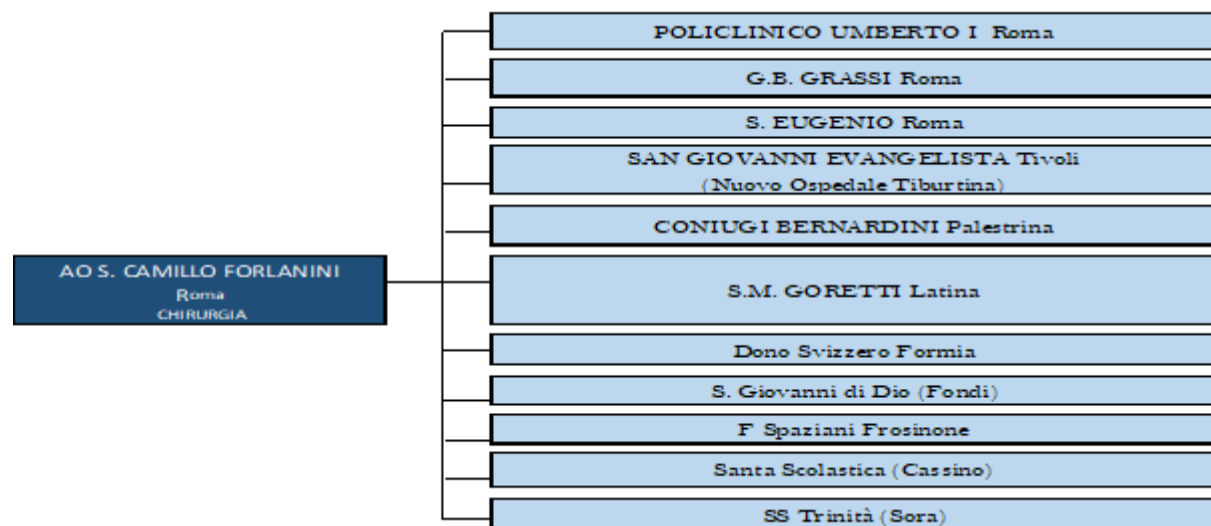 POLICLINICO UMBERTO I Roma
G.B. GRASSI Roma
S. EUGENIO Roma
SAN GIOVANNI EVANGELISTA Tivoli
(Nuovo Ospedale Tiburtina)
CONIUGI BERNARDINI Palestrina
AO S. CAMILLO FORLANINI
Roma
CHIRURGIA
S.M. GORETTI Latina
Dono Svizzero Formia
S. Giovanni di Dio (Fondi)
F Spaziani Frosinone
Santa Scolastica (Cassino)
SS Trinità (Sora)